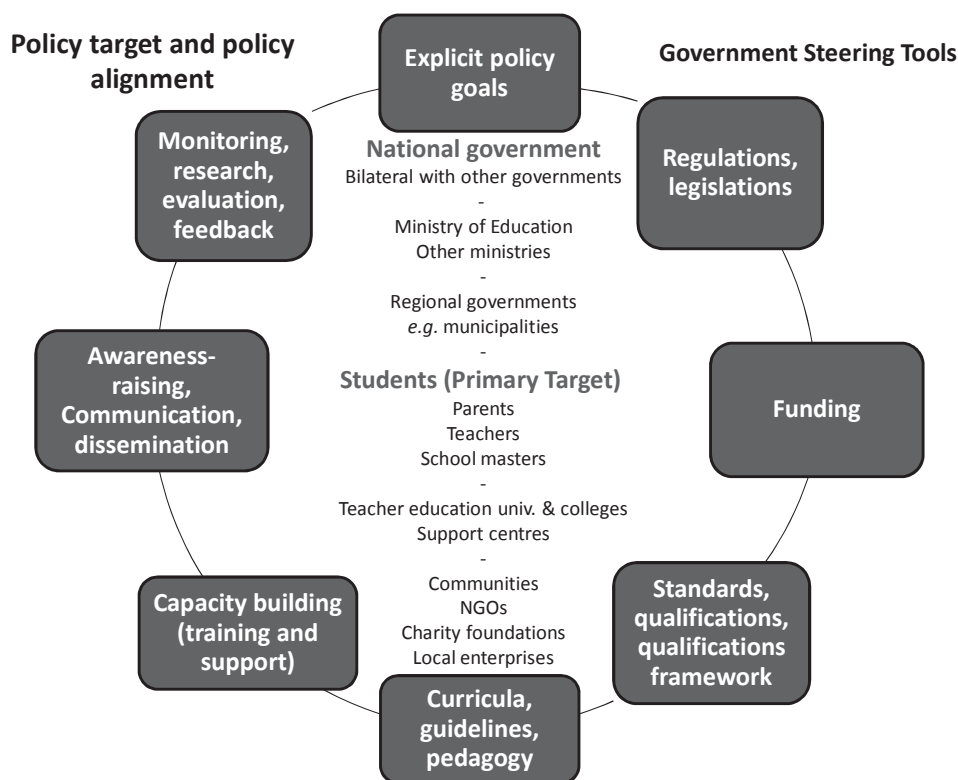 Policy target and policy
alignment
Government Steering Tools
Explicit policy
goals
Regulations,
legislations
Funding
Standards,
qualifications,
qualifications
framework
Curricula,
guidelines,
pedagogy
Capacity building
(training and
support)
Awareness-
raising,
Communication,
dissemination
Monitoring,
research,
evaluation,
feedback
National government
Bilateral with other governments
-
Ministry of Education
Other ministries
-
Regional governments
e.g. municipalities
-
Students (Primary Target)
Parents
Teachers
School masters
-
Teacher education univ. & colleges
Support centres
-
Communities
NGOs
Charity foundations
Local enterprises